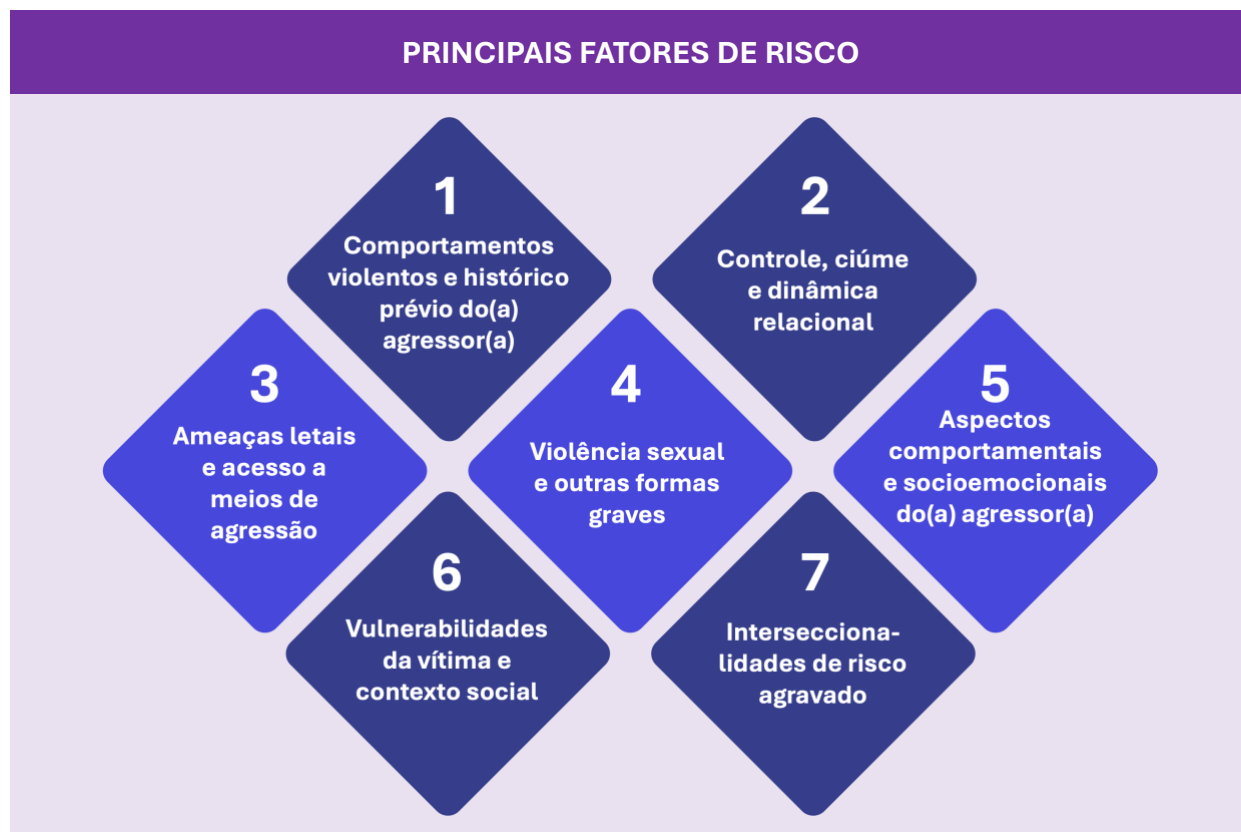 PRINCIPAIS FATORES DE RISCO
1
Comportamentos
violentos e histórico
prévio do(a)
agressor(a)
2
Controle, ciúme
e dinâmica
relacional
3
Ameaças letais
e acesso a
meios de
agressão
4
Violência sexual
e outras formas
graves
5
Aspectos
comportamentais
e socioemocionais
do(a) agressor(a)
6
Vulnerabilidades
da vítima e
contexto social
7
Intersecciona-
lidades de risco
agravado